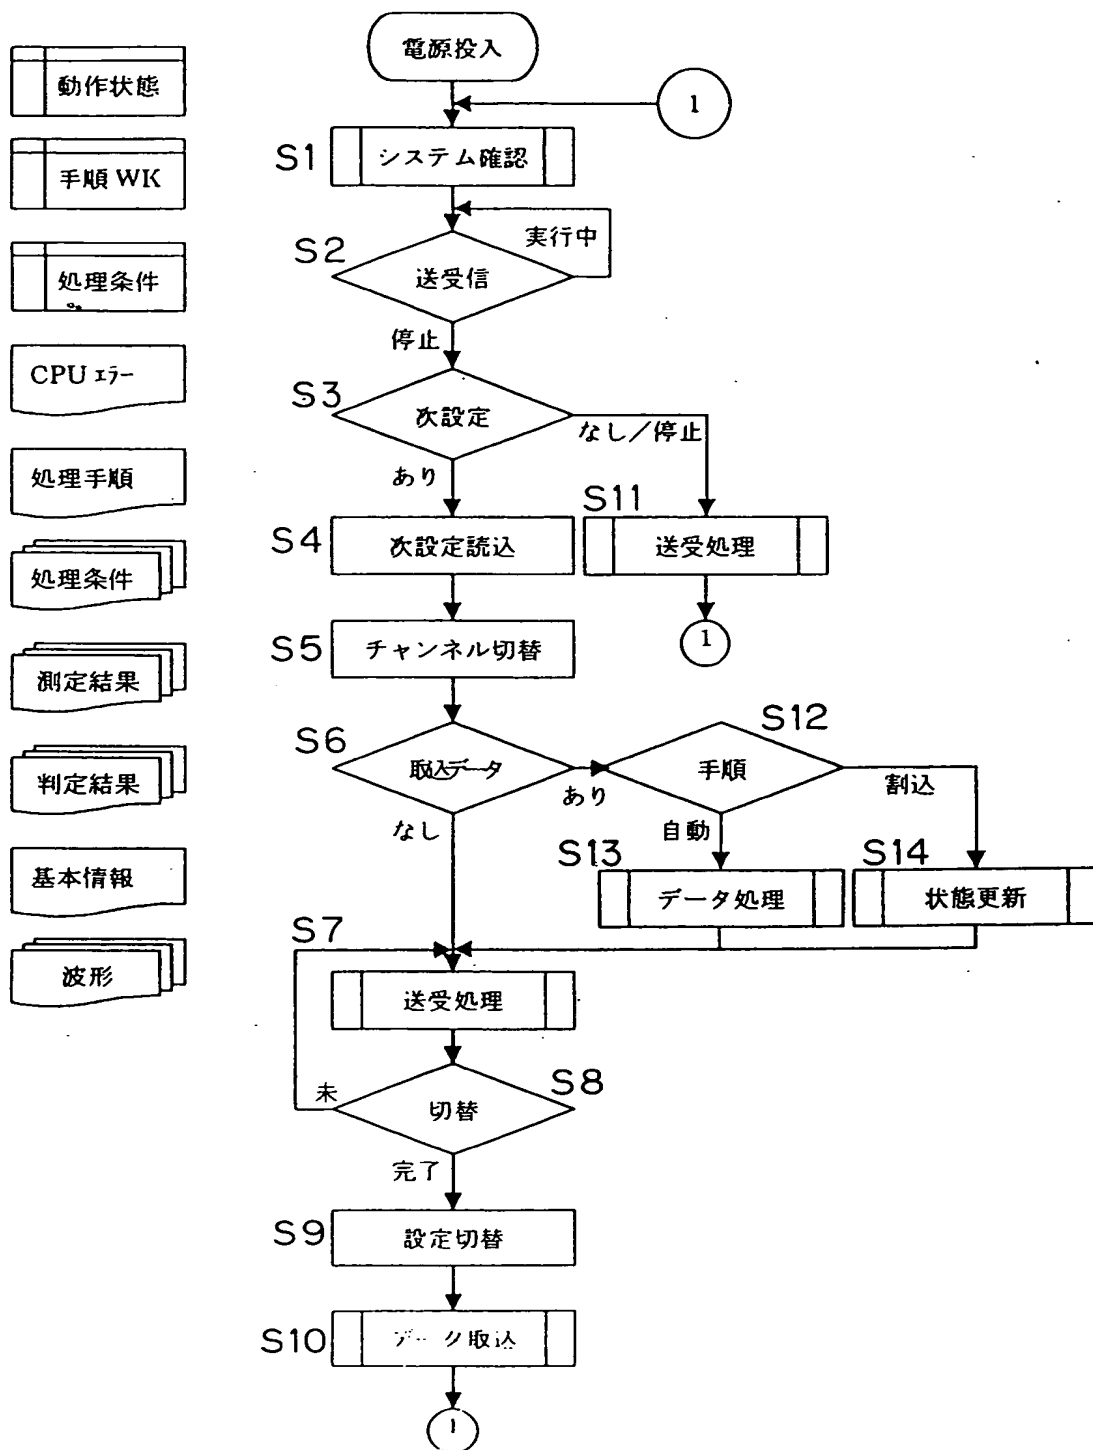 電源投入
1
動作状態
手順 WK
処理条件
CPU エラー
処理手順
処理条件
測定結果
判定結果
基本情報
波形
S1
システム確認
S2
実行中
送受信
停止
S3
次設定
なし/停止
あり
S11
S4
次設定読込
送受処理
1
S5
チャンネル切替
S6
取込データ
あり
なし
S12
手順
割込
自動
S13
データ処理
S14
状態更新
S7
送受処理
S8
切替
未
完了
S9
設定切替
S10
データ取込
1